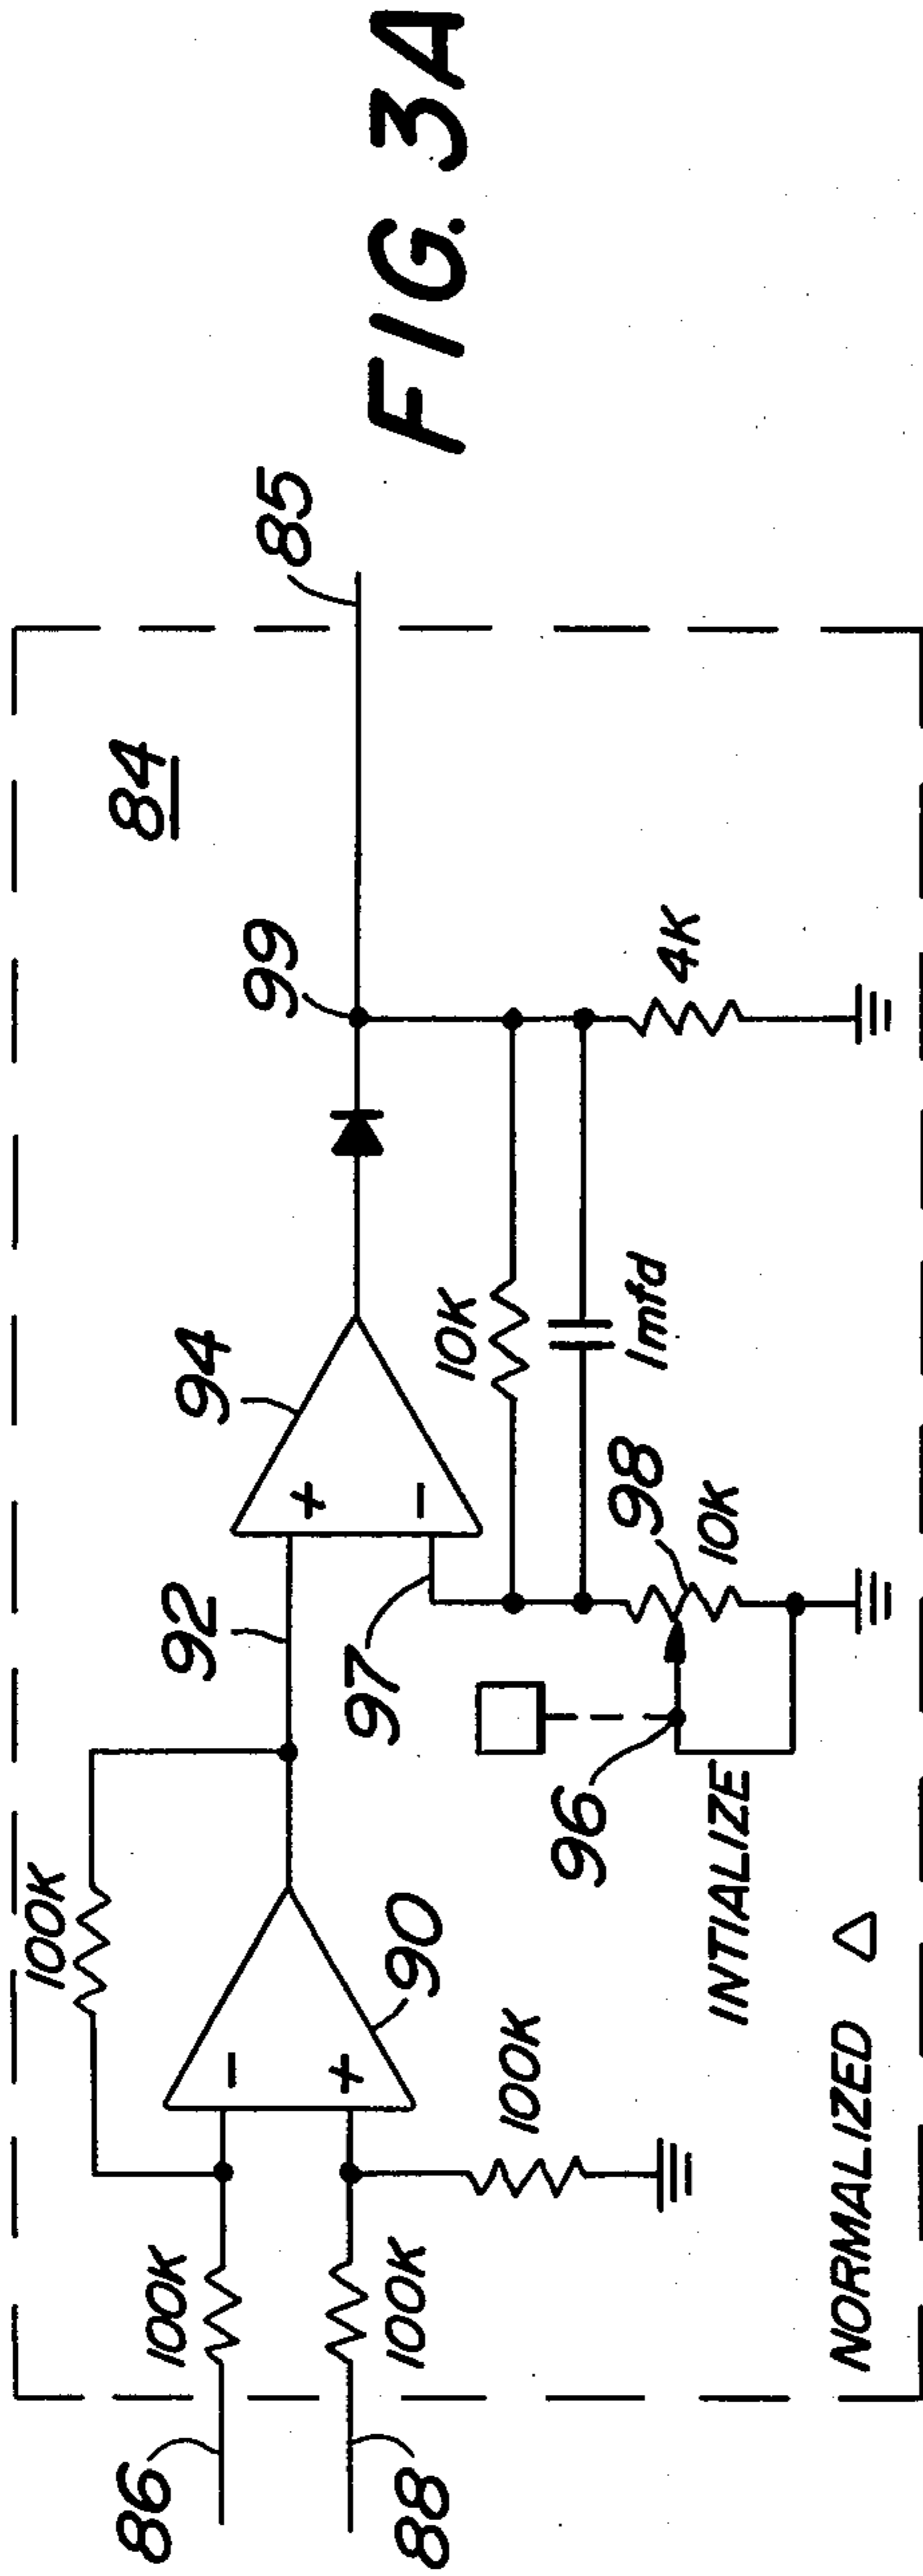 FIG. 3A
84
86
88
100K
100K
100K
100K
90
92
94
97
96
98
10K
10K
1mfd
99
4K
85
INTIALIZE
NORMALIZED Δ
+
-
-
+